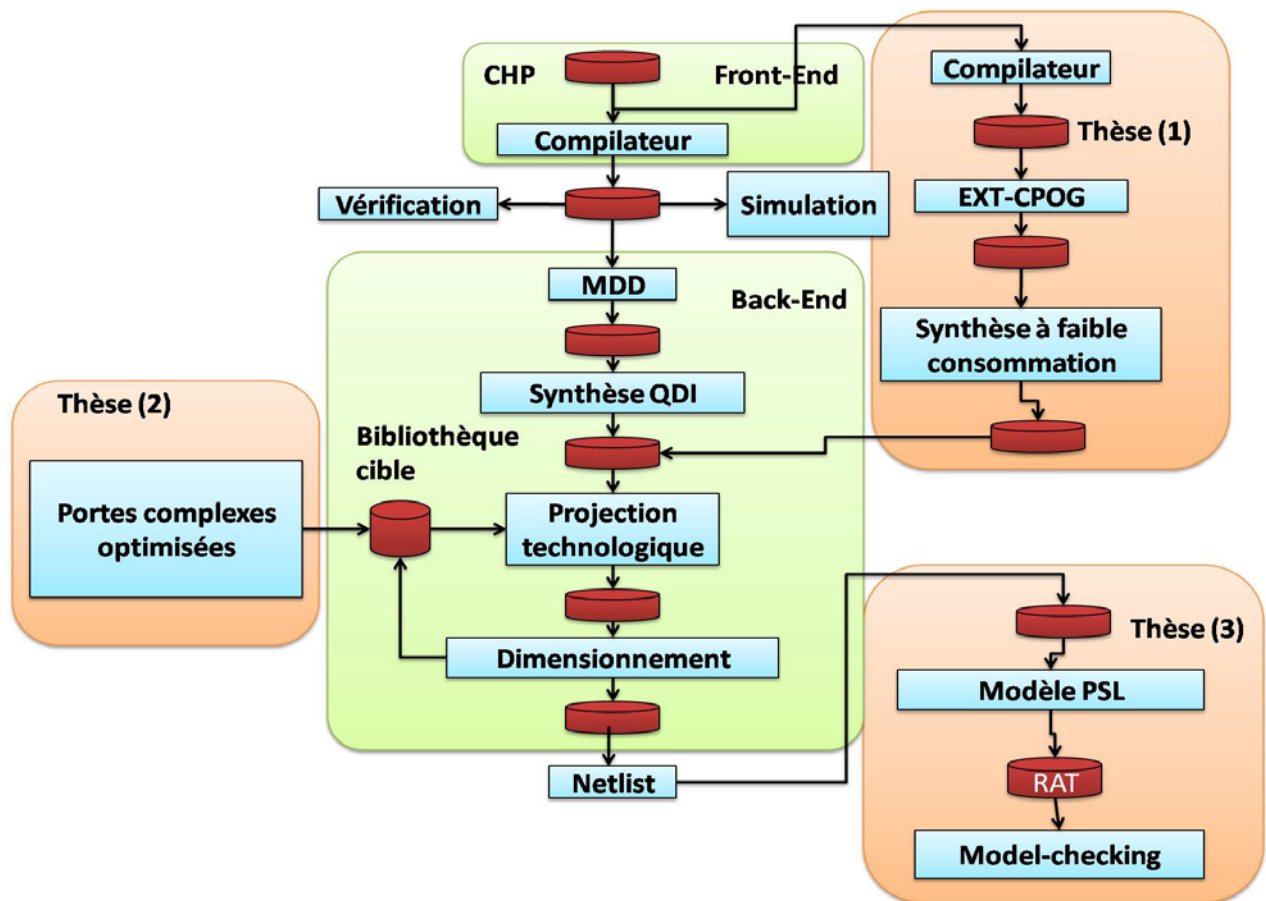 CHP
Front-End
Compilateur
Vérification
Simulation
MDD
Back-End
Synthèse QDI
Bibliothèque
cible
Projection
technologique
Dimensionnement
Netlist
Compilateur
Thèse (1)
EXT-CPOG
Synthèse à faible
consommation
Thèse (2)
Portes complexes
optimisées
Thèse (3)
Modèle PSL
RAT
Model-checking